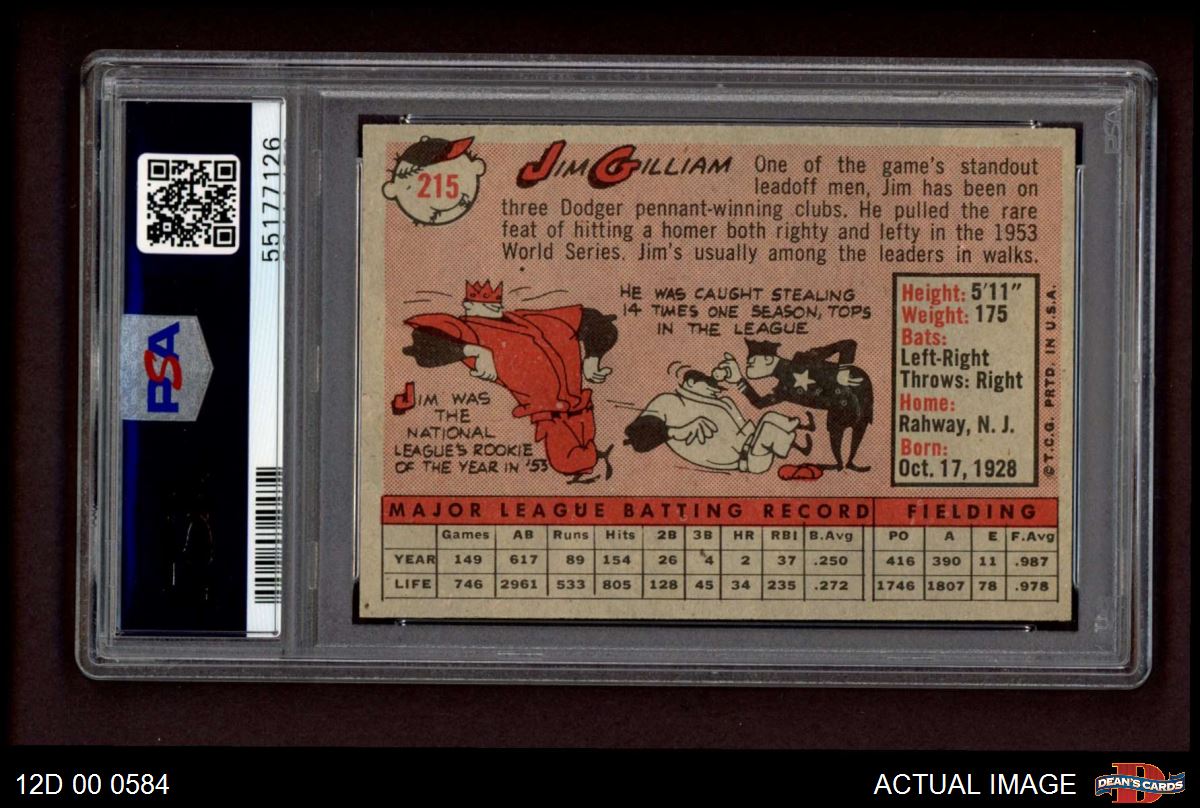 55177126
PSA
215
JIM GILLIAM
One of the game's standout
leadoff men, Jim has been on
three Dodger pennant-winning clubs. He pulled the rare
feat of hitting a homer both righty and lefty in the 1953
World Series. Jim's usually among the leaders in walks.
JIM WAS
THE
NATIONAL
LEAGUE'S ROOKIE
OF THE YEAR IN '53
HE WAS CAUGHT STEALING
14 TIMES ONE SEASON, TOPS
IN THE LEAGUE
Height: 5'11"
Weight: 175
Bats:
Left-Right
Throws: Right
Home:
Rahway, N. J.
Born:
Oct. 17, 1928
©T.C.G. PRTD. IN U.S.A.
MAJOR LEAGUE BATTING RECORD FIELDING
Games AB Runs Hits 2B 3B HR RBI B.Avg PO A E F.Avg
YEAR 149 617 89 154 26 4 2 37 .250 416 390 11 .987
LIFE 746 2961 533 805 128 45 34 235 .272 1746 1807 78 .978
12D 00 0584
ACTUAL IMAGE
DEAN'S CARDS